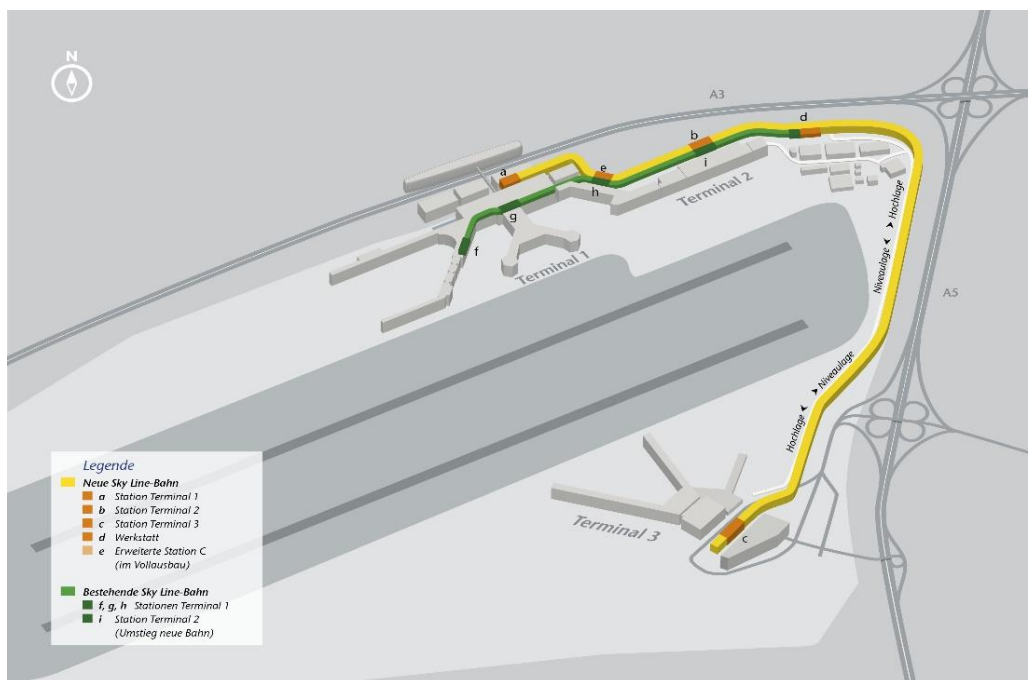 N
A3
b
d
a
e
i
h
Terminal 2
g
f
Terminal 1
Hochlage
Niveaulage
A5
Niveaulage
Hochlage
Terminal 3
c
Legende
Neue Sky Line-Bahn
a Station Terminal 1
b Station Terminal 2
c Station Terminal 3
d Werkstatt
e Erweiterte Station C
(im Vollausbau)
Bestehende Sky Line-Bahn
f, g, h Stationen Terminal 1
i Station Terminal 2
(Umstieg neue Bahn)